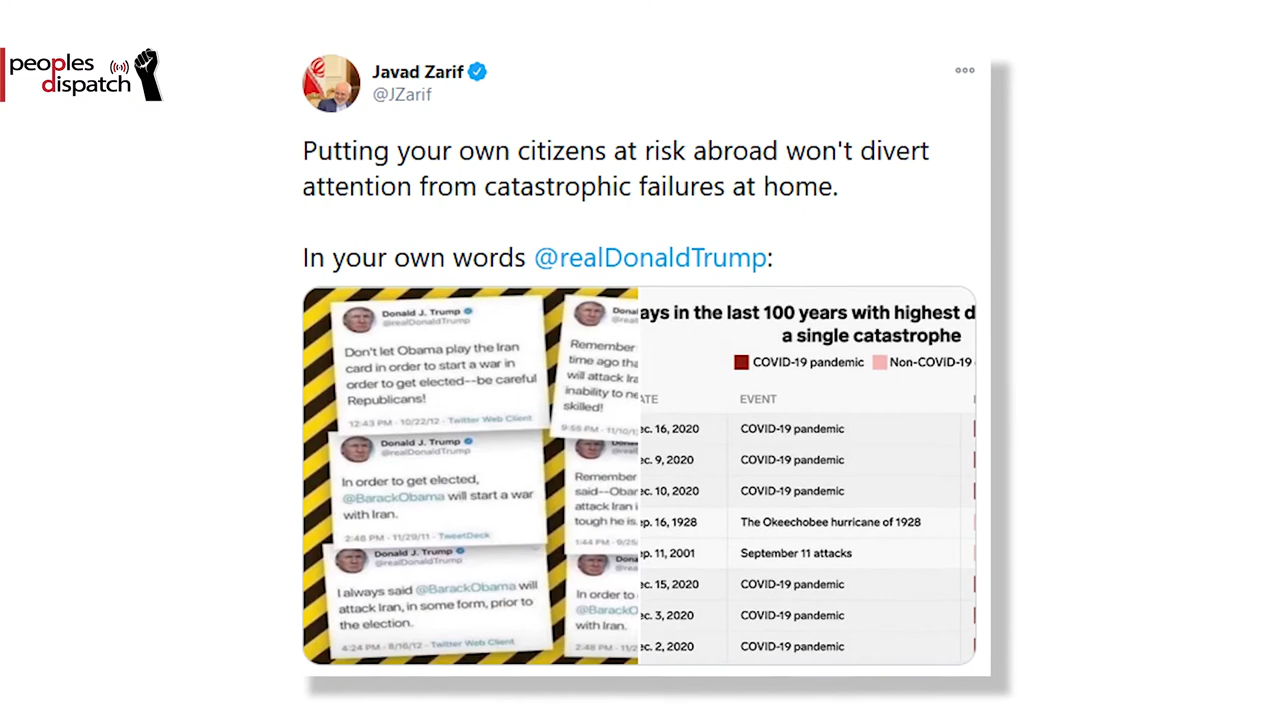 peoples
dispatch
Javad Zarif
@JZarif
Putting your own citizens at risk abroad won't divert
attention from catastrophic failures at home.
In your own words @realDonaldTrump:
Donald J. Trump
@realDonaldTrump
Don't let Obama play the Iran
card in order to start a war in
order to get elected--be careful
Republicans!
12:43 PM · 10/22/12 · Twitter Web Client
Donald J. Trump
@realDonaldTrump
In order to get elected,
@BarackObama will start a war
with Iran.
2:48 PM · 11/29/11 · TweetDeck
Donald J. Trump
@realDonaldTrump
I always said @BarackObama will
attack Iran, in some form, prior to
the election.
4:24 PM · 8/16/12 · Twitter Web Client
Remember
time ago tha
will attack Ira
inability to ne
skilled!
Remember
said--Obar
attack Iran i
tough he is.
In order to
@BarackO
with Iran.
ays in the last 100 years with highest d
a single catastrophe
COVID-19 pandemic Non-COVID-19
ATE EVENT
ec. 16, 2020 COVID-19 pandemic
ec. 9, 2020 COVID-19 pandemic
ec. 10, 2020 COVID-19 pandemic
ep. 16, 1928 The Okeechobee hurricane of 1928
ep. 11, 2001 September 11 attacks
ec. 15, 2020 COVID-19 pandemic
ec. 3, 2020 COVID-19 pandemic
ec. 2, 2020 COVID-19 pandemic